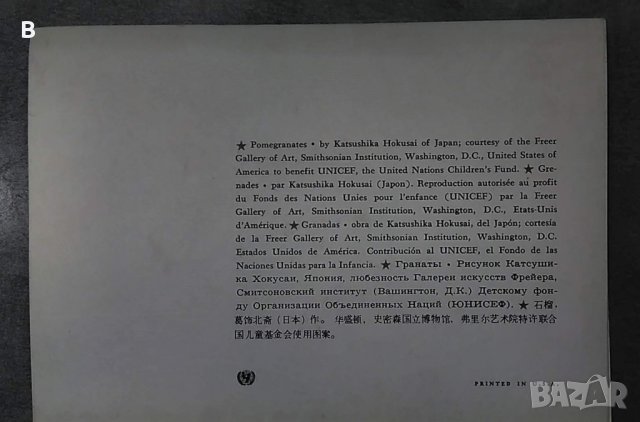 B
★ Pomegranates • by Katsushika Hokusai of Japan; courtesy of the Freer
Gallery of Art, Smithsonian Institution, Washington, D.C., United States of
America to benefit UNICEF, the United Nations Children's Fund. ★ Gre-
nades • par Katsushika Hokusai (Japon). Reproduction autorisée au profit
du Fonds des Nations Unies pour l'enfance (UNICEF) par la Freer
Gallery of Art, Smithsonian Institution, Washington, D.C., Etats-Unis
d'Amérique. ★ Granadas • obra de Katsushika Hokusai, del Japón; cortesía
de la Freer Gallery of Art, Smithsonian Institution, Washington, D.C.
Estados Unidos de América. Contribución al UNICEF, el Fondo de las
Naciones Unidas para la Infancia. ★ Гранаты • Рисунок Катсушi-
ка Хокусаи, Япония, любезность Галереи искусств Фрейера,
Смитсоновский институт (Вашингтон, Д.К.) Детскому фон-
ду Организации Объединенных Наций (ЮНИСЕФ). ★ 石榴,
葛饰北斋 (日本) 作。 华盛顿、史密森国立博物馆、弗里尔艺术院特许联合
国儿童基金会使用图案。
PRINTED IN U.S.A.
BAZAR
bg